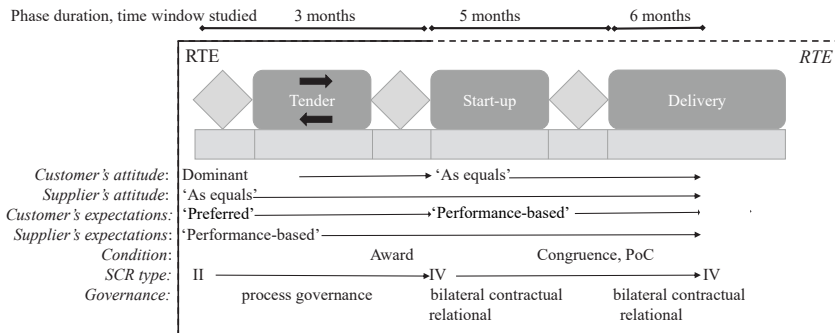 Phase duration, time window studied 3 months 5 months 6 months
RTE RTE
Tender Start-up Delivery
Customer's attitude: Dominant 'As equals'
Supplier's attitude: 'As equals'
Customer's expectations: 'Preferred' 'Performance-based'
Supplier's expectations: 'Performance-based'
Condition: Award Congruence, PoC
SCR type: II IV IV
Governance: process governance bilateral contractual bilateral contractual
relational relational